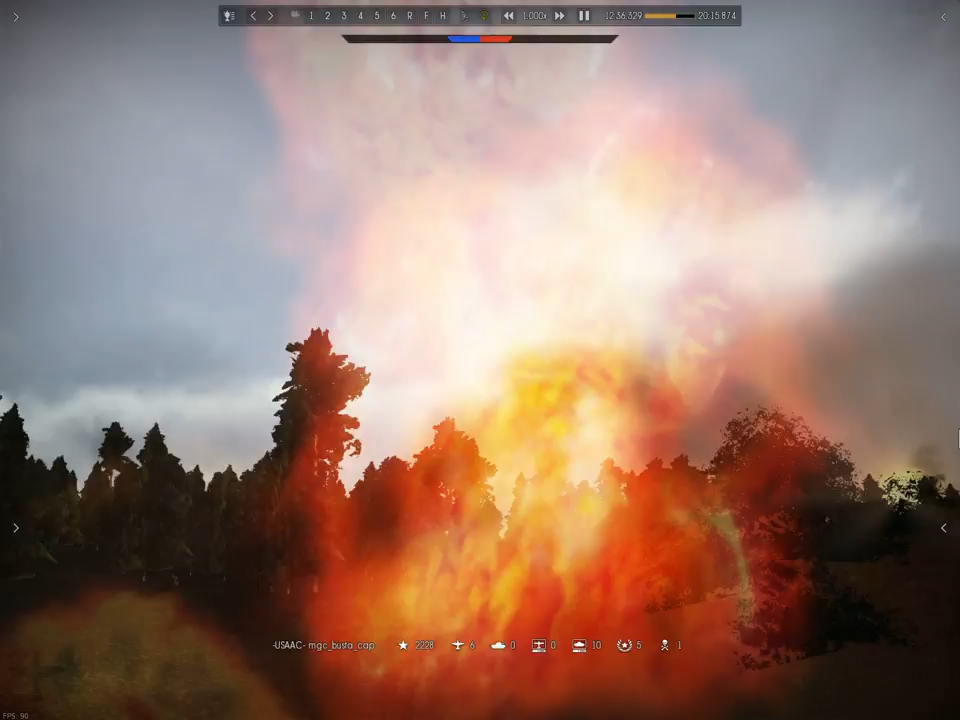 1 2 3 4 5 6 R F H 1.000x 12:36.329 20:15.874
-USAAC- mgc_busta_cap 2228 6 0 0 10 5 1
FPS: 90